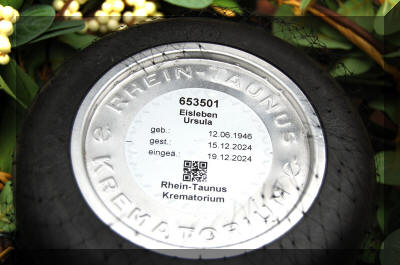 RHEIN-TAUNUS
653501
Eisleben
Ursula
geb.: 12.06.1946
gest.: 15.12.2024
eingeä.: 19.12.2024
Rhein-Taunus
Krematorium
KREMATORIUM